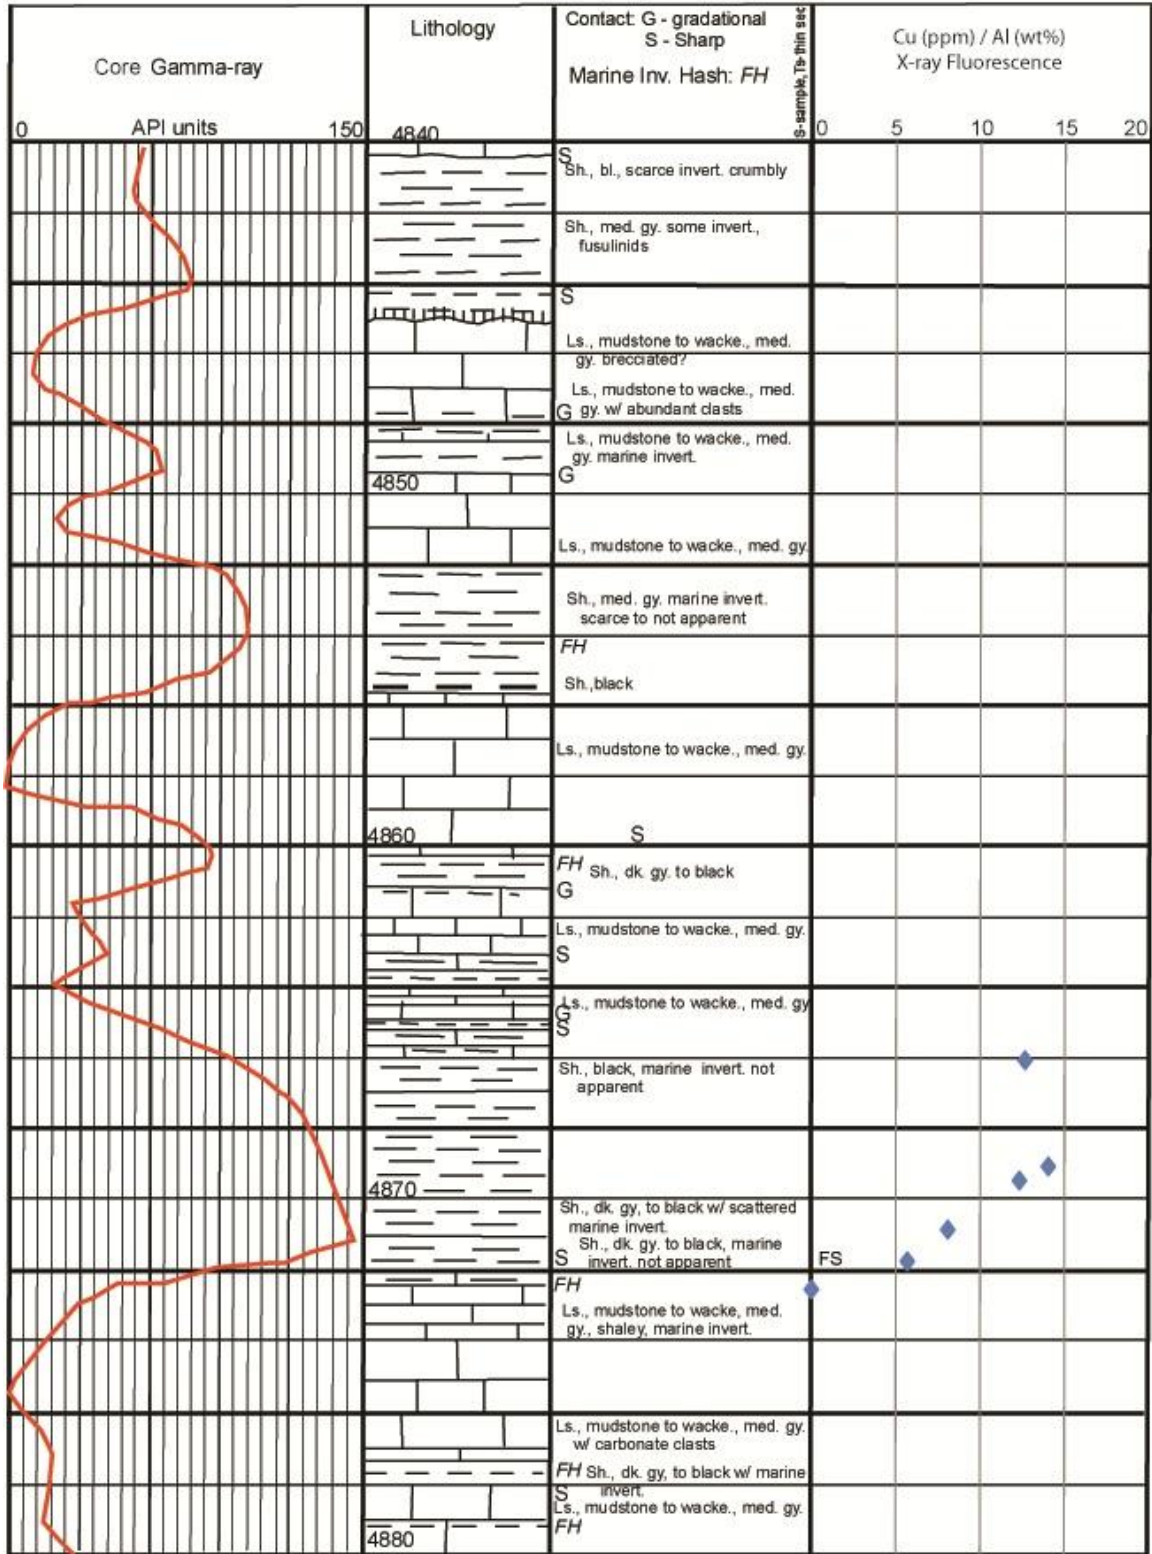 Core Gamma-ray
0 API units 150
Lithology
Contact: G - gradational
S - Sharp
Marine Inv. Hash: FH
S-sample,Ts-thin sec
Cu (ppm) / Al (wt%)
X-ray Fluorescence
0 5 10 15 20
4840
S
Sh., bl., scarce invert. crumbly
Sh., med. gy. some invert.,
fusulinids
S
Ls., mudstone to wacke., med.
gy. brecciated?
Ls., mudstone to wacke., med.
G gy. w/ abundant clasts
Ls., mudstone to wacke., med.
gy. marine invert.
G
4850
Ls., mudstone to wacke., med. gy.
Sh., med. gy. marine invert.
scarce to not apparent
FH
Sh.,black
Ls., mudstone to wacke., med. gy.
4860
S
FH Sh., dk. gy. to black
G
Ls., mudstone to wacke., med. gy.
S
Ls., mudstone to wacke., med. gy
G
S
Sh., black, marine invert. not
apparent
4870
Sh., dk. gy, to black w/ scattered
marine invert.
Sh., dk. gy. to black, marine
S invert. not apparent
FS
FH
Ls., mudstone to wacke, med.
gy., shaley, marine invert.
Ls., mudstone to wacke., med. gy.
w/ carbonate clasts
FH Sh., dk. gy, to black w/ marine
invert.
S
Ls., mudstone to wacke., med. gy.
FH
4880